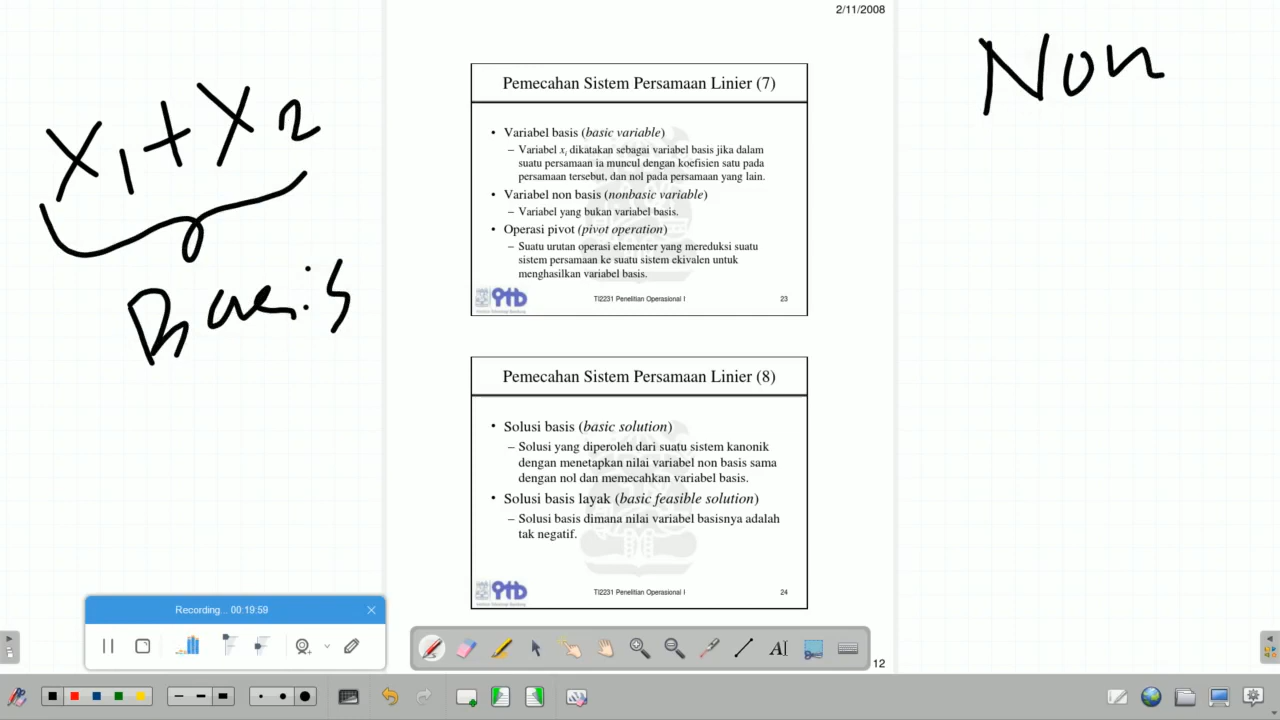 2/11/2008
X1+X2
Basis
Non
Pemecahan Sistem Persamaan Linier (7)
• Variabel basis (basic variable)
– Variabel xi dikatakan sebagai variabel basis jika dalam
suatu persamaan ia muncul dengan koefisien satu pada
persamaan tersebut, dan nol pada persamaan yang lain.
• Variabel non basis (nonbasic variable)
– Variabel yang bukan variabel basis.
• Operasi pivot (pivot operation)
– Suatu urutan operasi elementer yang mereduksi suatu
sistem persamaan ke suatu sistem ekivalen untuk
menghasilkan variabel basis.
TI2231 Penelitian Operasional I
23
Pemecahan Sistem Persamaan Linier (8)
• Solusi basis (basic solution)
– Solusi yang diperoleh dari suatu sistem kanonik
dengan menetapkan nilai variabel non basis sama
dengan nol dan memecahkan variabel basis.
• Solusi basis layak (basic feasible solution)
– Solusi basis dimana nilai variabel basisnya adalah
tak negatif.
TI2231 Penelitian Operasional I
24
12
Recording... 00:19:59